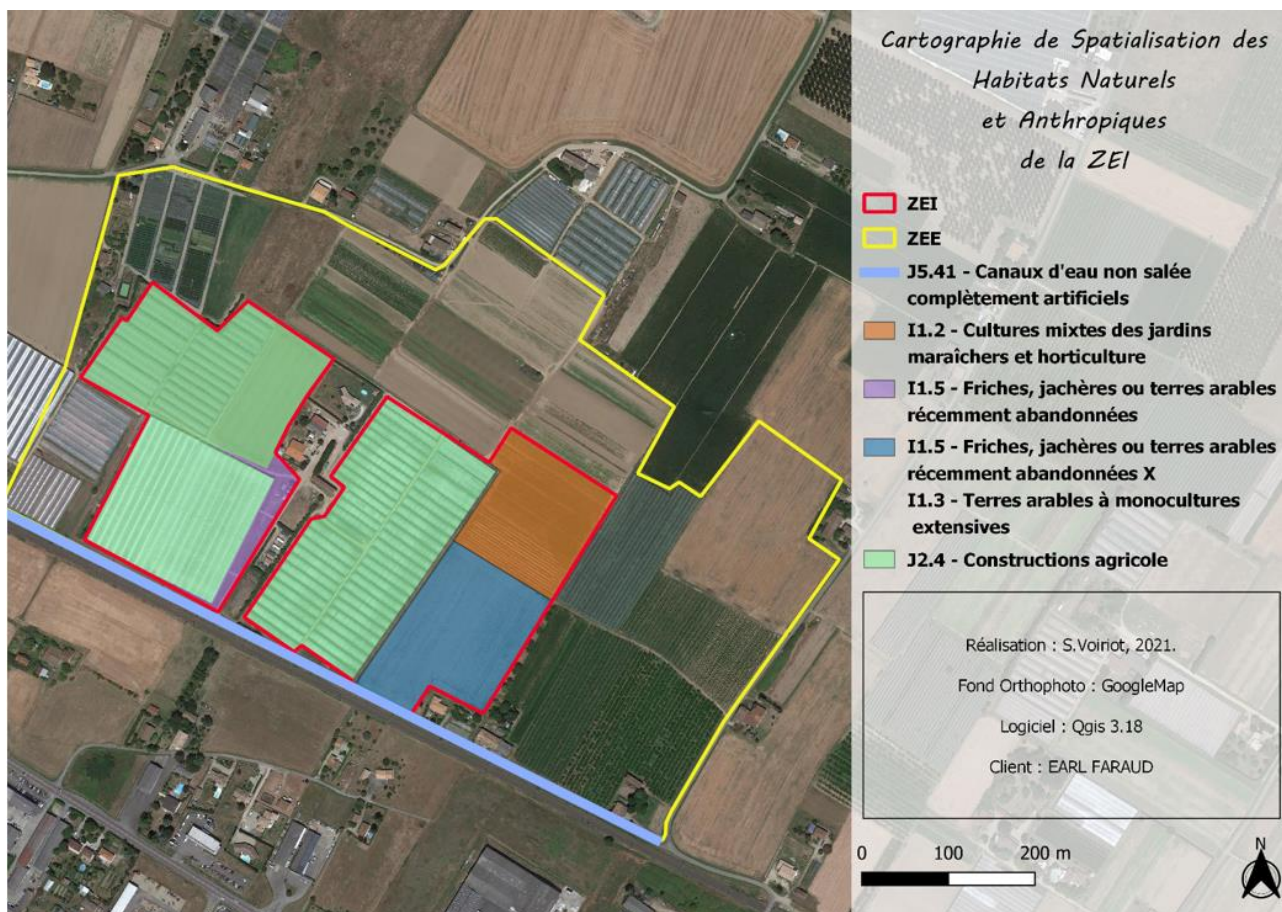 Cartographie de Spatialisation des
Habitats Naturels
et Anthropiques
de la ZEI
ZEI
ZEE
J5.41 - Canaux d'eau non salée
complètement artificiels
I1.2 - Cultures mixtes des jardins
maraîchers et horticulture
I1.5 - Friches, jachères ou terres arables
récemment abandonnées
I1.5 - Friches, jachères ou terres arables
récemment abandonnées X
I1.3 - Terres arables à monocultures
extensives
J2.4 - Constructions agricole
Réalisation : S.Voiriot, 2021.
Fond Orthophoto : GoogleMap
Logiciel : Qgis 3.18
Client : EARL FARAUD
0 100 200 m
N